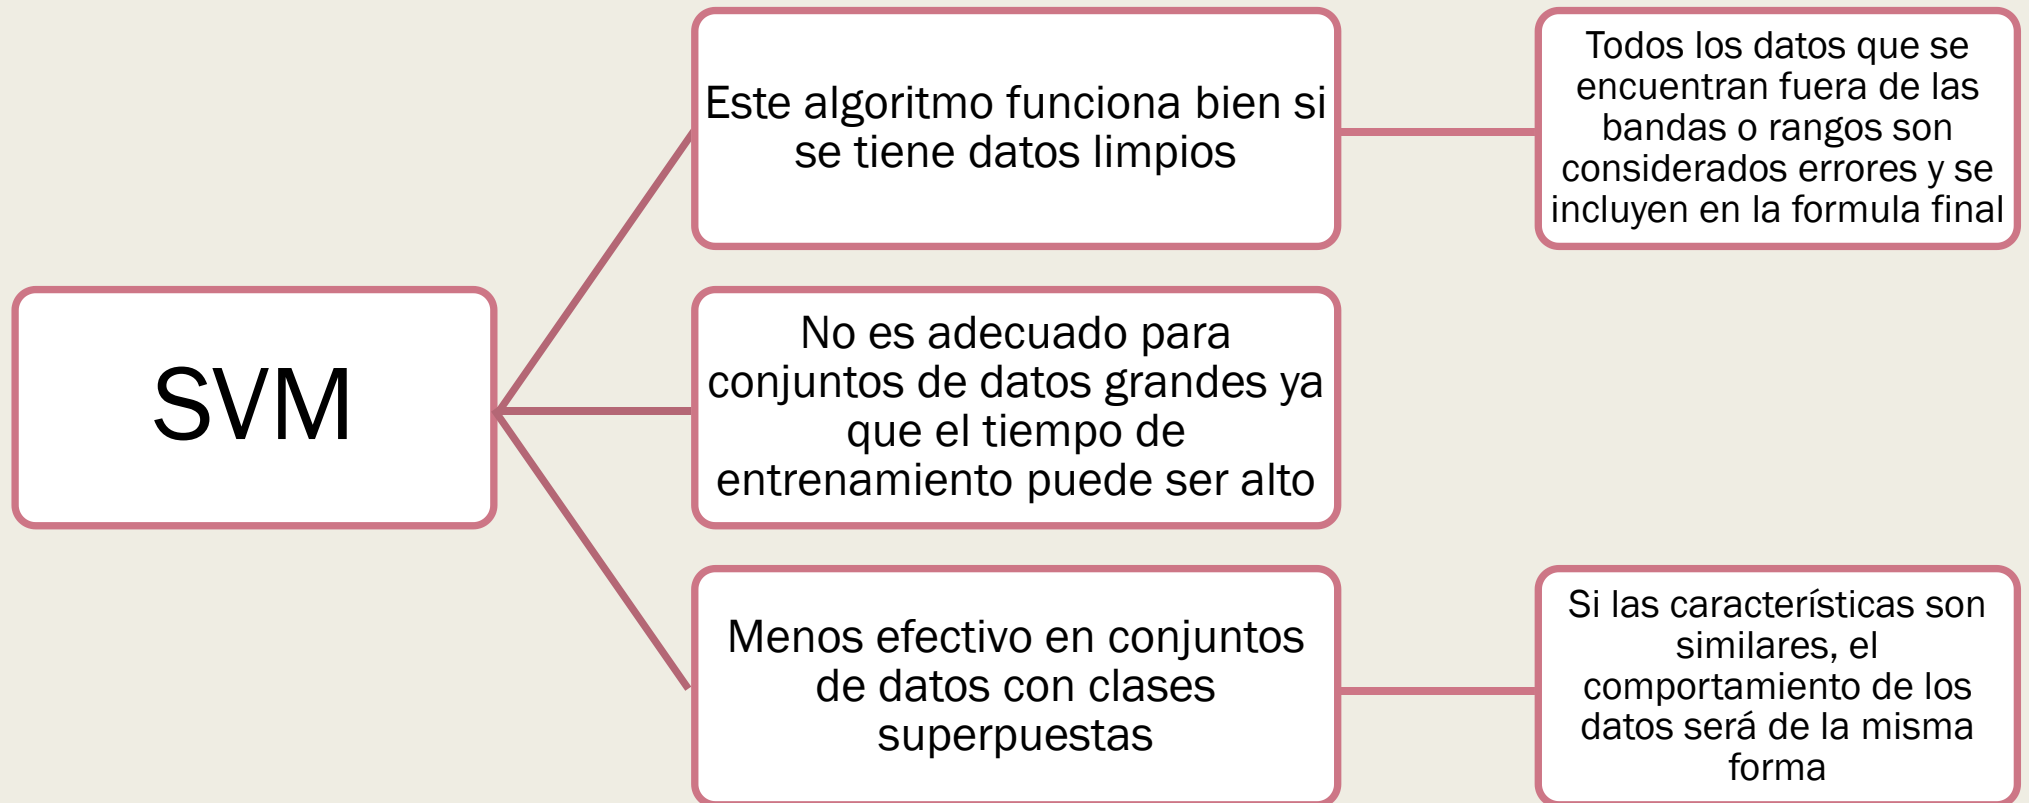 SVM
Este algoritmo funciona bien si
se tiene datos limpios
Todos los datos que se
encuentran fuera de las
bandas o rangos son
considerados errores y se
incluyen en la formula final
No es adecuado para
conjuntos de datos grandes ya
que el tiempo de
entrenamiento puede ser alto
Menos efectivo en conjuntos
de datos con clases
superpuestas
Si las características son
similares, el
comportamiento de los
datos será de la misma
forma